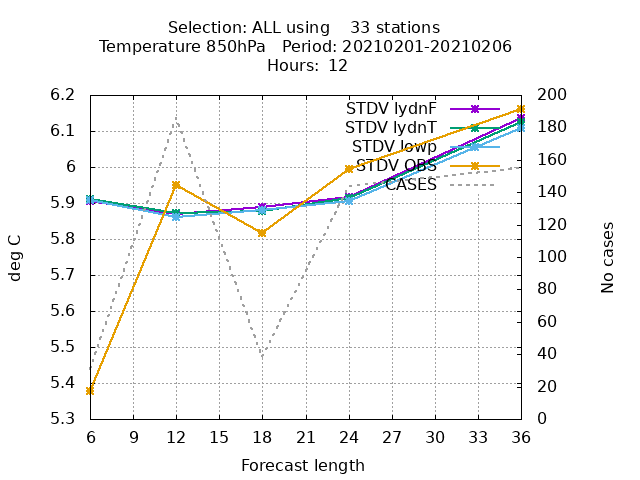 Selection: ALL using 33 stations
Temperature 850hPa Period: 20210201-20210206
Hours: 12
6.2
6.1
6
5.9
5.8
5.7
5.6
5.5
5.4
5.3
deg C
STDV lydnF
STDV lydnT
STDV lowp
STDV OBS
CASES
200
180
160
140
120
100
80
60
40
20
0
No cases
6 9 12 15 18 21 24 27 30 33 36
Forecast length